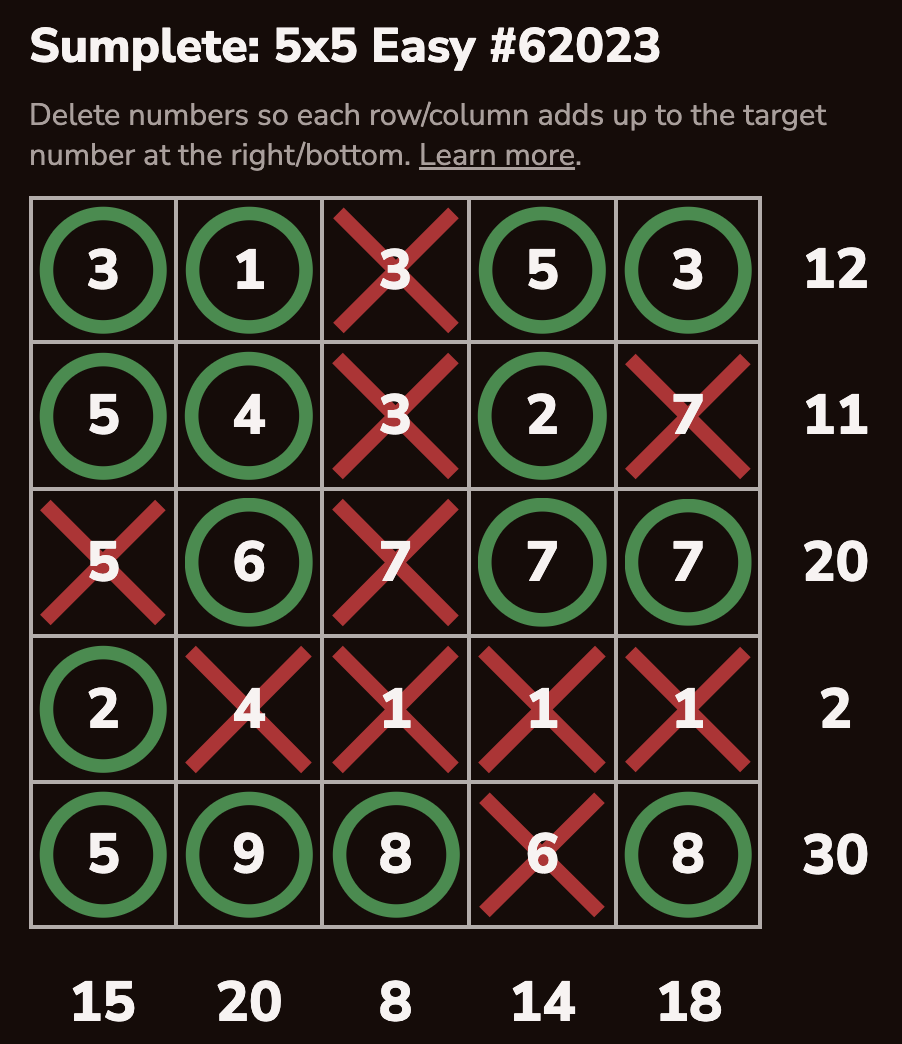 Sumplete: 5x5 Easy #62023
Delete numbers so each row/column adds up to the target
number at the right/bottom. Learn more.
3 1 3 5 3 12
5 4 3 2 7 11
5 6 7 7 7 20
2 4 1 1 1 2
5 9 8 6 8 30
15 20 8 14 18